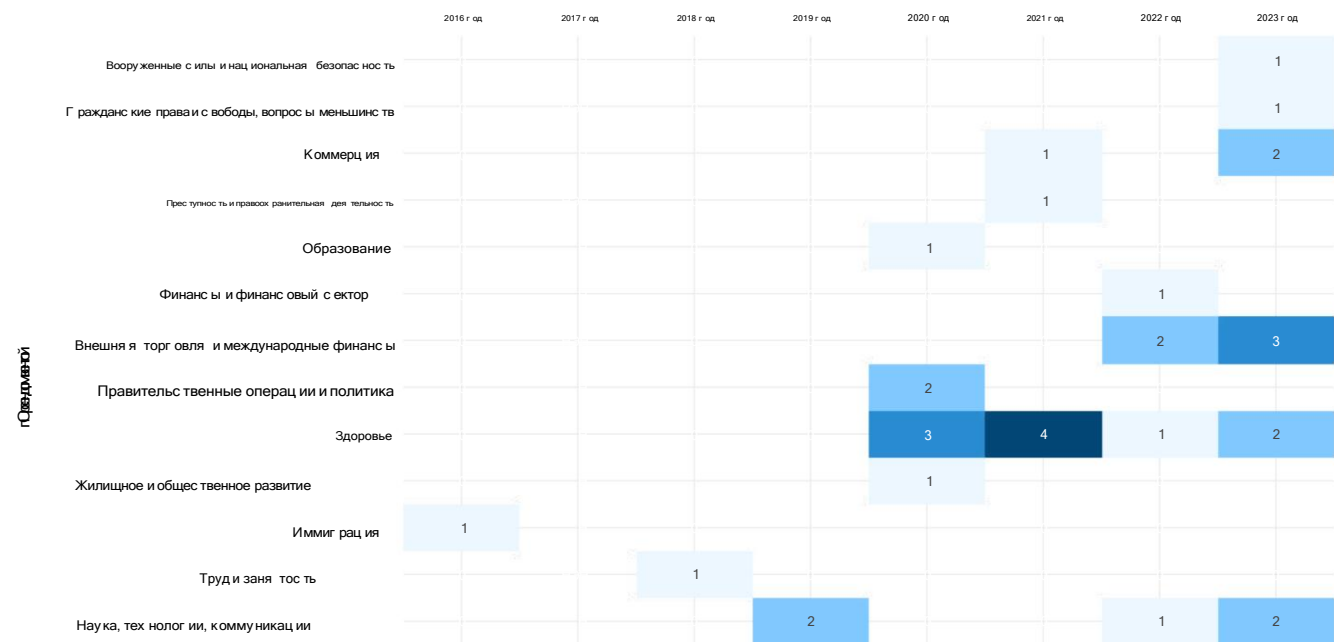 2016 год 2017 год 2018 год 2019 год 2020 год 2021 год 2022 год 2023 год
Вооруженные силы и национальная безопасность 1
Гражданские права и свободы, вопросы меньшинств 1
Коммерция 1 2
Преступность и правоохранительная деятельность 1
Образование 1
Финансы и финансовый сектор 1
Внешняя торговля и международные финансы 2 3
Правительственные операции и политика 2
Здоровье 3 4 1 2
Жилищное и общественное развитие 1
Иммиграция 1
Труд и занятость 1
Наука, технологии, коммуникации 2 1 2